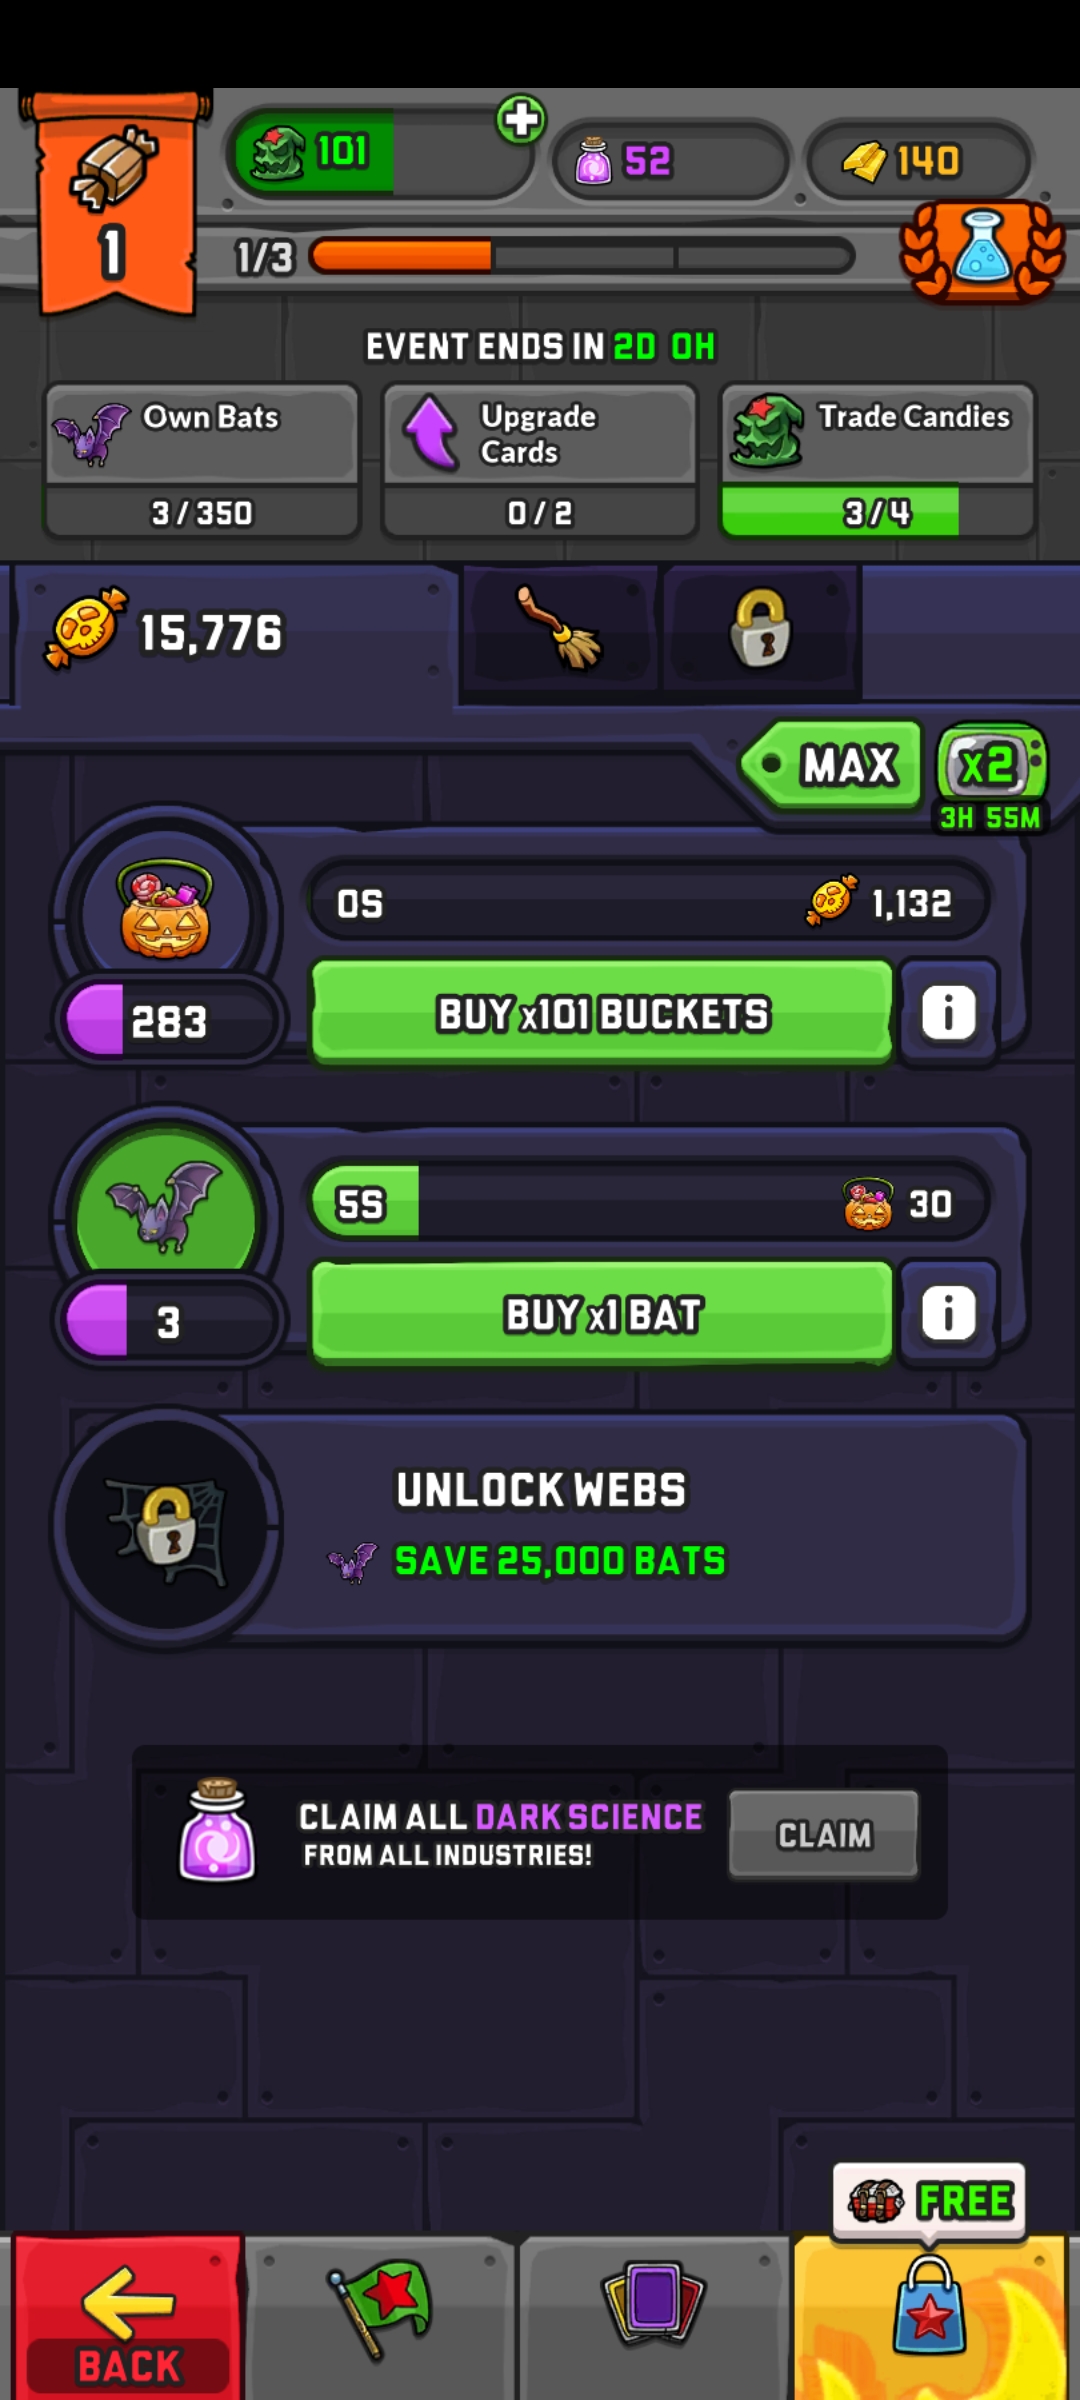 101
52
140
1
1/3
EVENT ENDS IN 2D 0H
Own Bats
3/350
Upgrade
Cards
0/2
Trade Candies
3/4
15,776
MAX
x2
3H 55M
0S
1,132
283
BUY x101 BUCKETS
i
5S
30
3
BUY x1 BAT
i
UNLOCK WEBS
SAVE 25,000 BATS
CLAIM ALL DARK SCIENCE
FROM ALL INDUSTRIES!
CLAIM
FREE
BACK